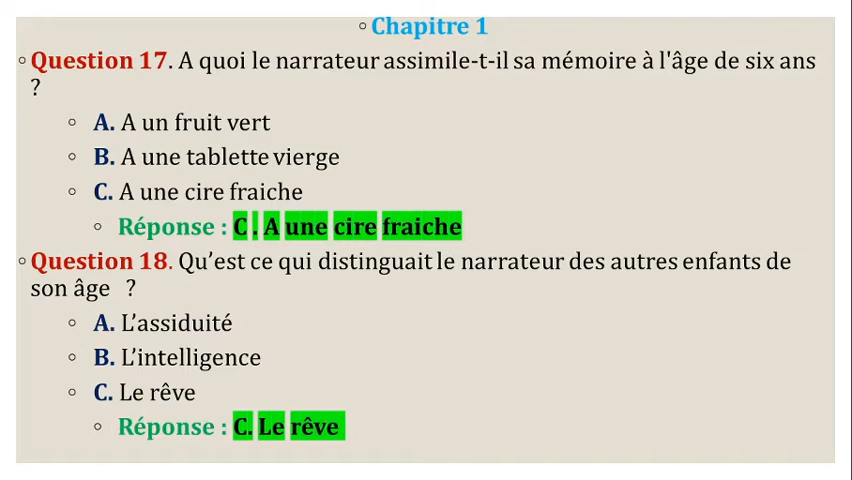 Chapitre 1
Question 17. A quoi le narrateur assimile-t-il sa mémoire à l'âge de six ans
?
A. A un fruit vert
B. A une tablette vierge
C. A une cire fraiche
Réponse : C . A une cire fraiche
Question 18. Qu’est ce qui distinguait le narrateur des autres enfants de
son âge ?
A. L’assiduité
B. L’intelligence
C. Le rêve
Réponse : C. Le rêve